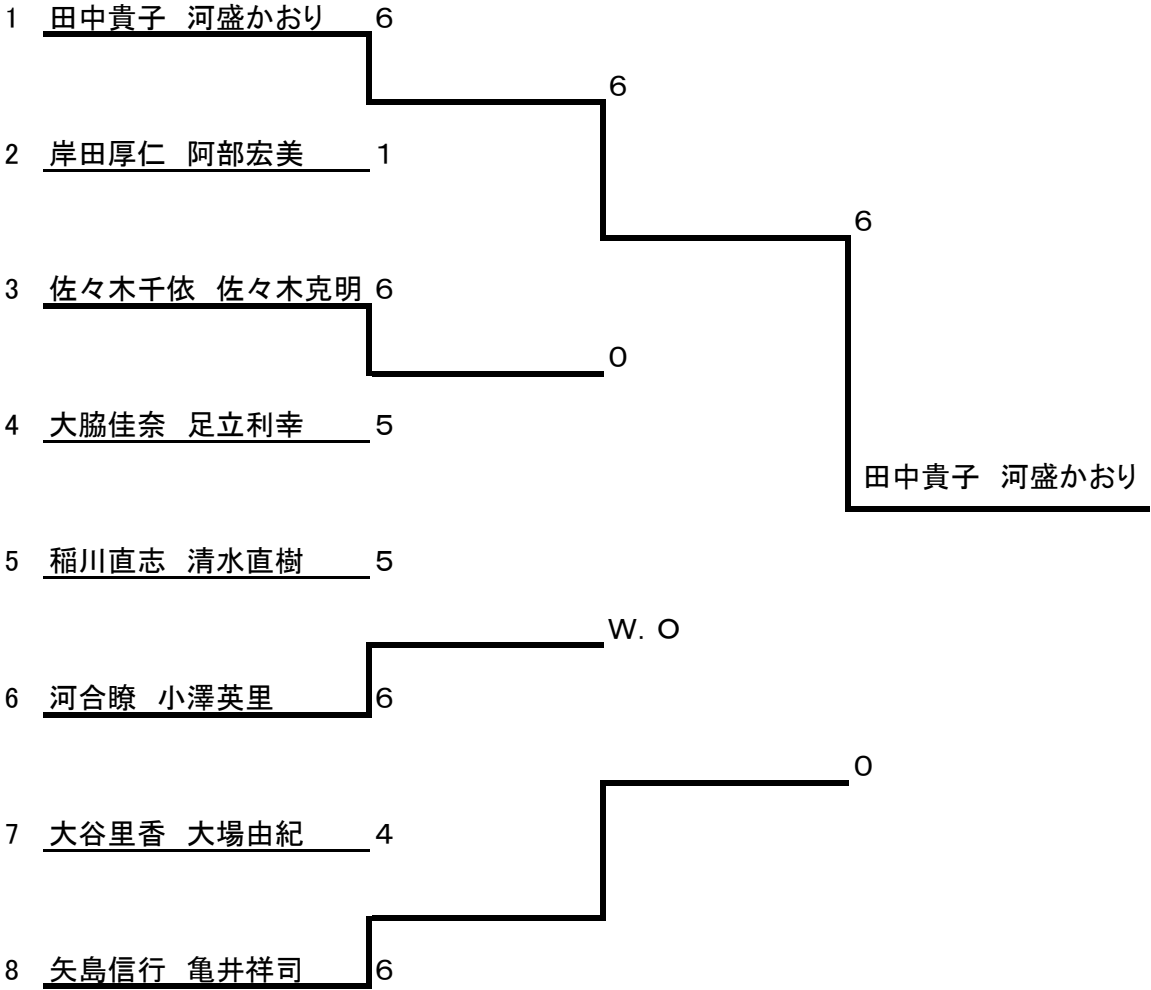 1 田中貴子 河盛かおり 6
6
2 岸田厚仁 阿部宏美 1
6
3 佐々木千依 佐々木克明 6
0
4 大脇佳奈 足立利幸 5
田中貴子 河盛かおり
5 稲川直志 清水直樹 5
W. O
6 河合瞭 小澤英里 6
0
7 大谷里香 大場由紀 4
8 矢島信行 亀井祥司 6